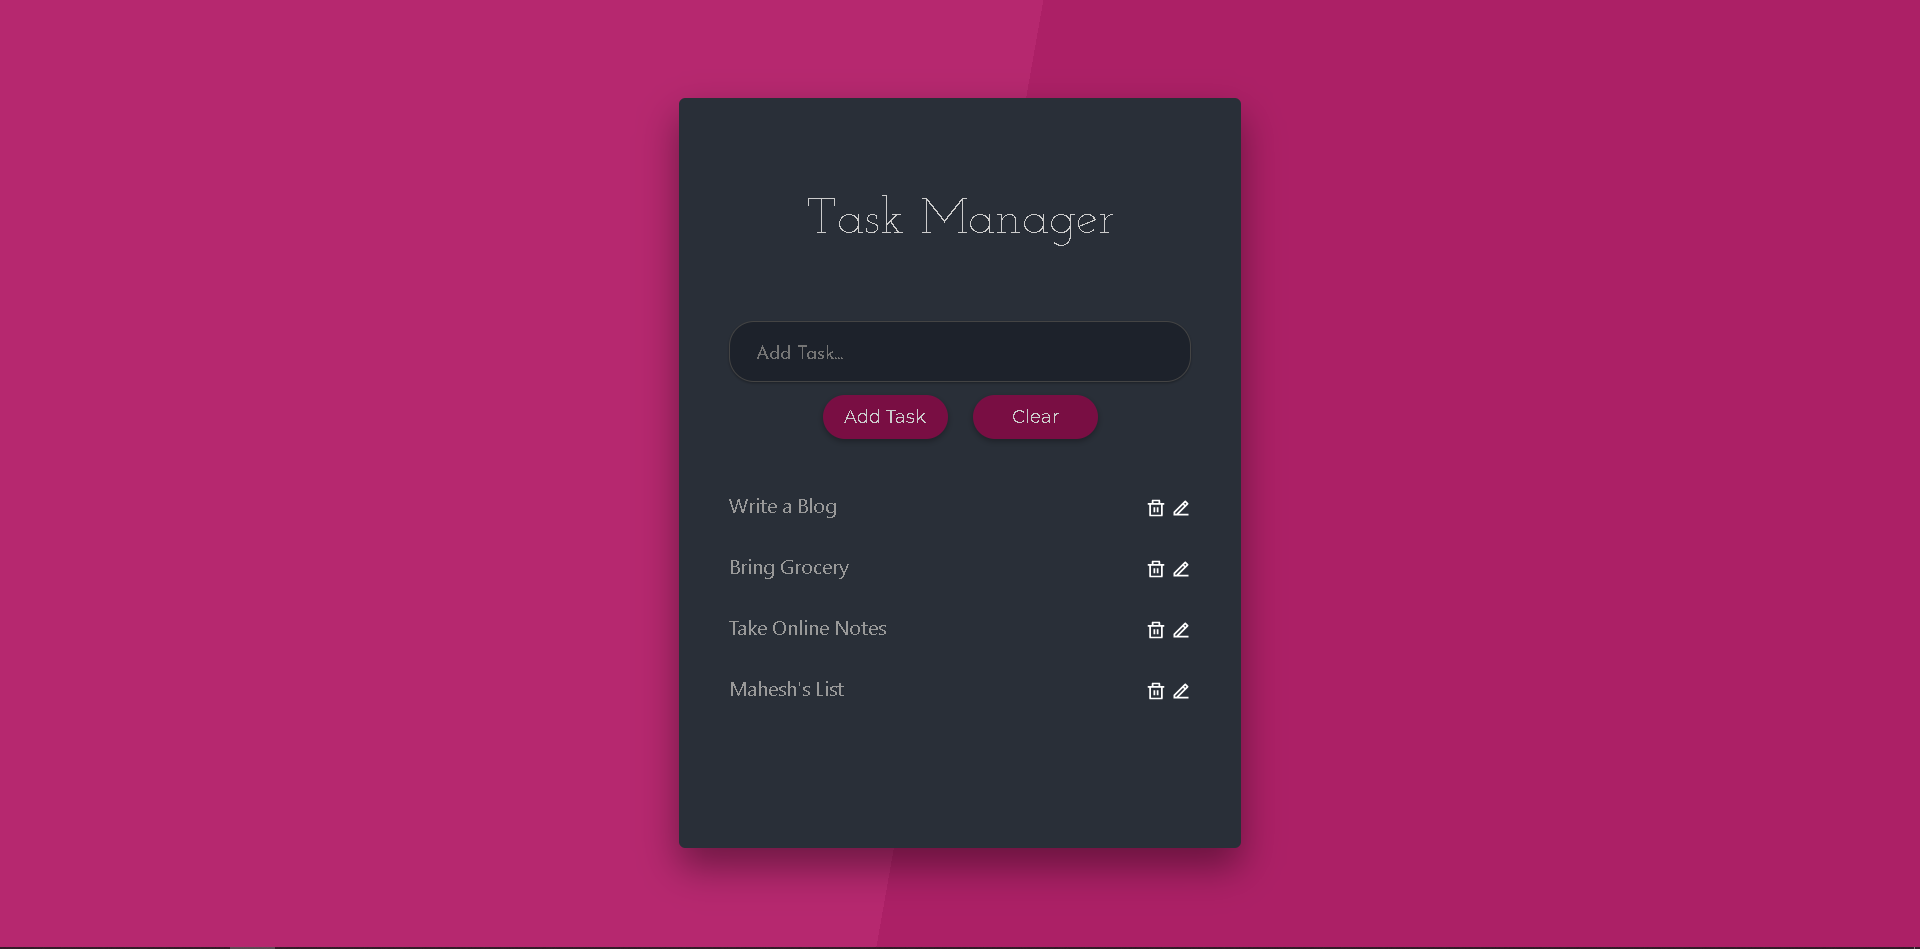 Task Manager
Add Task...
Add Task
Clear
Write a Blog
Bring Grocery
Take Online Notes
Mahesh's List